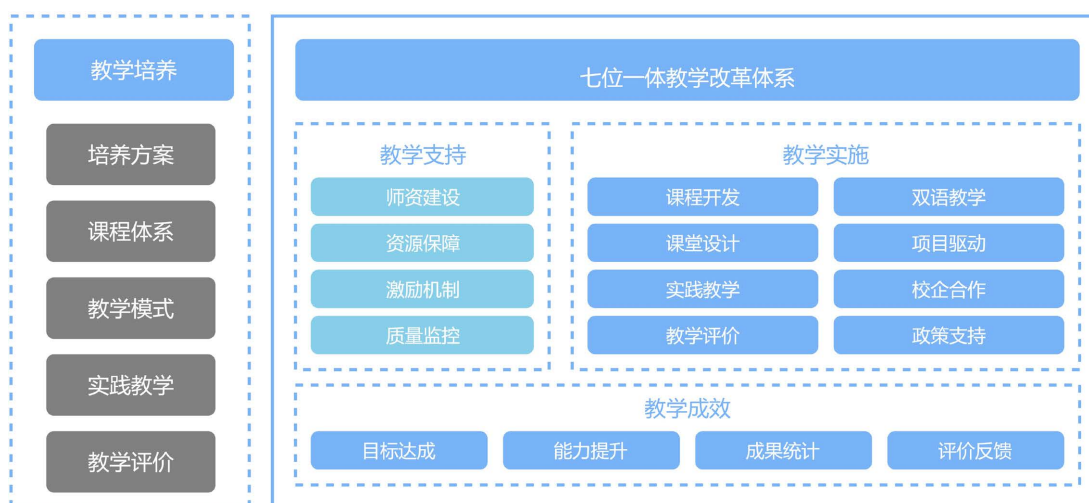 教学培养
培养方案
课程体系
教学模式
实践教学
教学评价
七位一体教学改革体系
教学支持
师资建设
资源保障
激励机制
质量监控
教学实施
课程开发
双语教学
课堂设计
项目驱动
实践教学
校企合作
教学评价
政策支持
教学成效
目标达成
能力提升
成果统计
评价反馈